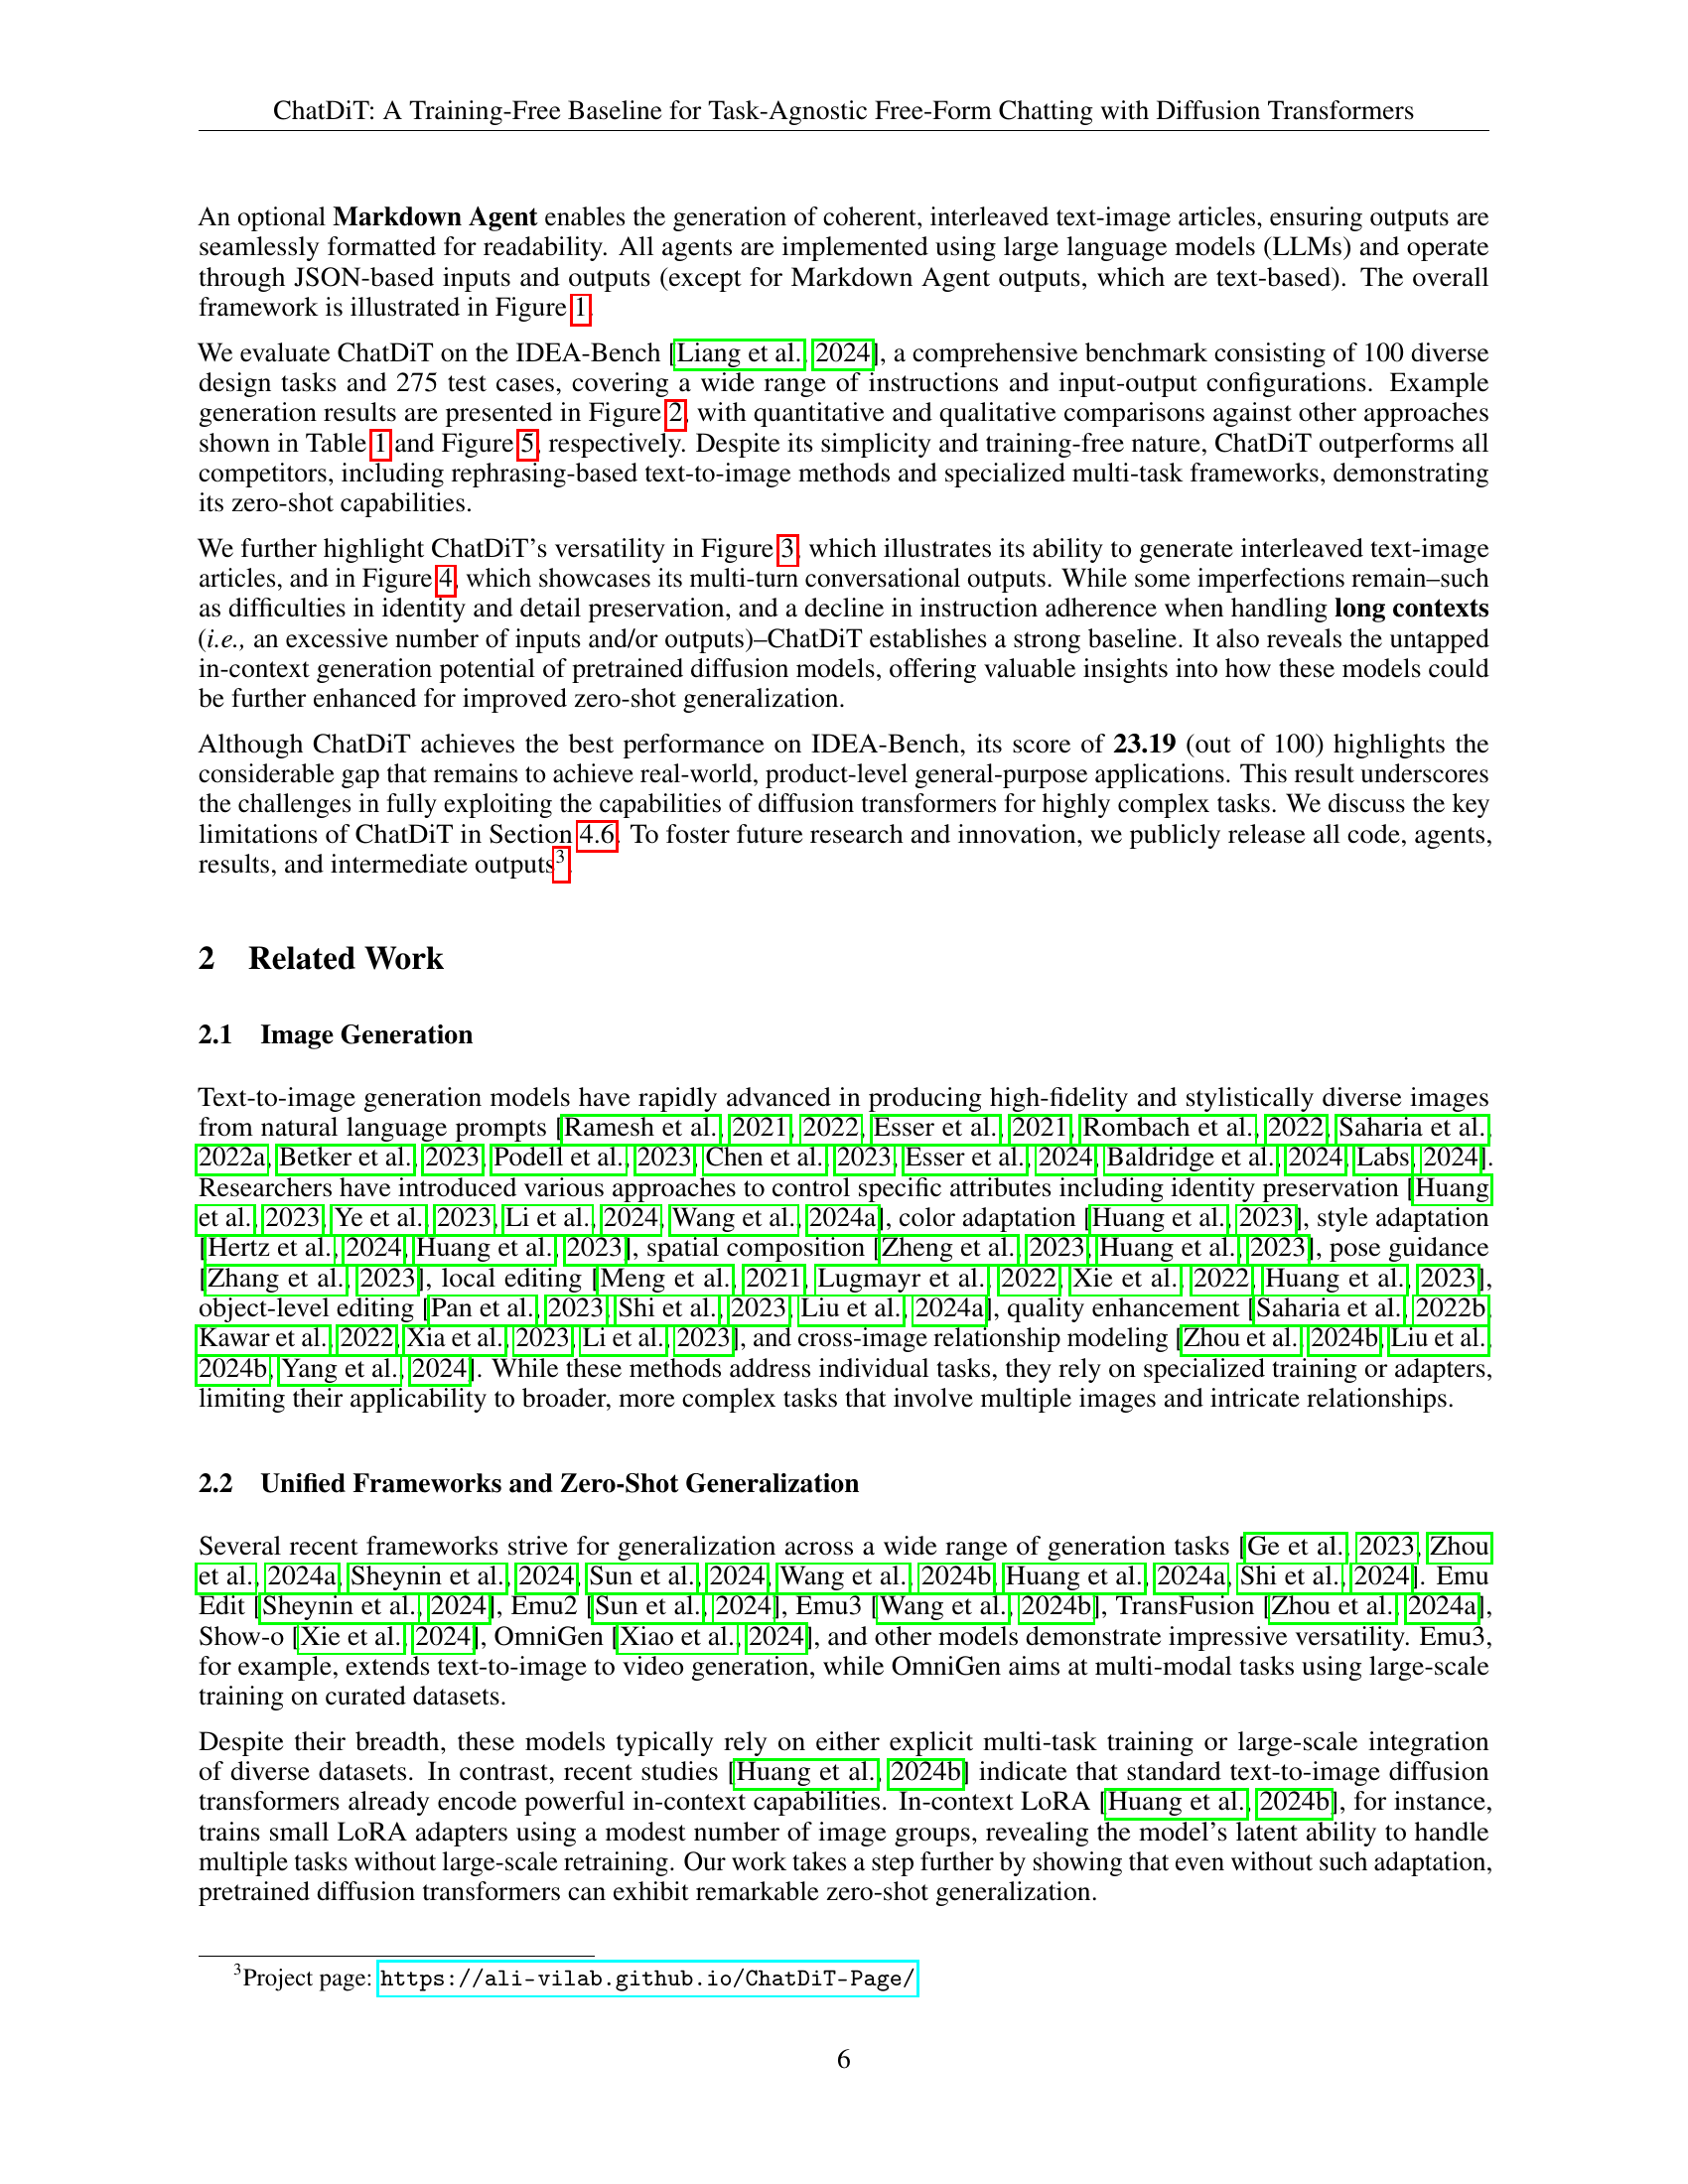 ChatDiT: A Training-Free Baseline for Task-Agnostic Free-Form Chatting with Diffusion Transformers
An optional Markdown Agent enables the generation of coherent, interleaved text-image articles, ensuring outputs are
seamlessly formatted for readability. All agents are implemented using large language models (LLMs) and operate
through JSON-based inputs and outputs (except for Markdown Agent outputs, which are text-based). The overall
framework is illustrated in Figure 1.
We evaluate ChatDiT on the IDEA-Bench [Liang et al., 2024], a comprehensive benchmark consisting of 100 diverse
design tasks and 275 test cases, covering a wide range of instructions and input-output configurations. Example
generation results are presented in Figure 2, with quantitative and qualitative comparisons against other approaches
shown in Table 1 and Figure 5, respectively. Despite its simplicity and training-free nature, ChatDiT outperforms all
competitors, including rephrasing-based text-to-image methods and specialized multi-task frameworks, demonstrating
its zero-shot capabilities.
We further highlight ChatDiT's versatility in Figure 3, which illustrates its ability to generate interleaved text-image
articles, and in Figure 4, which showcases its multi-turn conversational outputs. While some imperfections remain–such
as difficulties in identity and detail preservation, and a decline in instruction adherence when handling long contexts
(i.e., an excessive number of inputs and/or outputs)–ChatDiT establishes a strong baseline. It also reveals the untapped
in-context generation potential of pretrained diffusion models, offering valuable insights into how these models could
be further enhanced for improved zero-shot generalization.
Although ChatDiT achieves the best performance on IDEA-Bench, its score of 23.19 (out of 100) highlights the
considerable gap that remains to achieve real-world, product-level general-purpose applications. This result underscores
the challenges in fully exploiting the capabilities of diffusion transformers for highly complex tasks. We discuss the key
limitations of ChatDiT in Section 4.6. To foster future research and innovation, we publicly release all code, agents,
results, and intermediate outputs3.
2 Related Work
2.1 Image Generation
Text-to-image generation models have rapidly advanced in producing high-fidelity and stylistically diverse images
from natural language prompts [Ramesh et al., 2021, 2022, Esser et al., 2021, Rombach et al., 2022, Saharia et al.,
2022a, Betker et al., 2023, Podell et al., 2023, Chen et al., 2023, Esser et al., 2024, Baldridge et al., 2024, Labs, 2024].
Researchers have introduced various approaches to control specific attributes including identity preservation [Huang
et al., 2023, Ye et al., 2023, Li et al., 2024, Wang et al., 2024a], color adaptation [Huang et al., 2023], style adaptation
[Hertz et al., 2024, Huang et al., 2023], spatial composition [Zheng et al., 2023, Huang et al., 2023], pose guidance
[Zhang et al., 2023], local editing [Meng et al., 2021, Lugmayr et al., 2022, Xie et al., 2022, Huang et al., 2023],
object-level editing [Pan et al., 2023, Shi et al., 2023, Liu et al., 2024a], quality enhancement [Saharia et al., 2022b,
Kawar et al., 2022, Xia et al., 2023, Li et al., 2023], and cross-image relationship modeling [Zhou et al., 2024b, Liu et al.,
2024b, Yang et al., 2024]. While these methods address individual tasks, they rely on specialized training or adapters,
limiting their applicability to broader, more complex tasks that involve multiple images and intricate relationships.
2.2 Unified Frameworks and Zero-Shot Generalization
Several recent frameworks strive for generalization across a wide range of generation tasks [Ge et al., 2023, Zhou
et al., 2024a, Sheynin et al., 2024, Sun et al., 2024, Wang et al., 2024b, Huang et al., 2024a, Shi et al., 2024]. Emu
Edit [Sheynin et al., 2024], Emu2 [Sun et al., 2024], Emu3 [Wang et al., 2024b], TransFusion [Zhou et al., 2024a],
Show-o [Xie et al., 2024], OmniGen [Xiao et al., 2024], and other models demonstrate impressive versatility. Emu3,
for example, extends text-to-image to video generation, while OmniGen aims at multi-modal tasks using large-scale
training on curated datasets.
Despite their breadth, these models typically rely on either explicit multi-task training or large-scale integration
of diverse datasets. In contrast, recent studies [Huang et al., 2024b] indicate that standard text-to-image diffusion
transformers already encode powerful in-context capabilities. In-context LoRA [Huang et al., 2024b], for instance,
trains small LoRA adapters using a modest number of image groups, revealing the model's latent ability to handle
multiple tasks without large-scale retraining. Our work takes a step further by showing that even without such adaptation,
pretrained diffusion transformers can exhibit remarkable zero-shot generalization.
3Project page: https://ali-vilab.github.io/ChatDiT-Page/
6